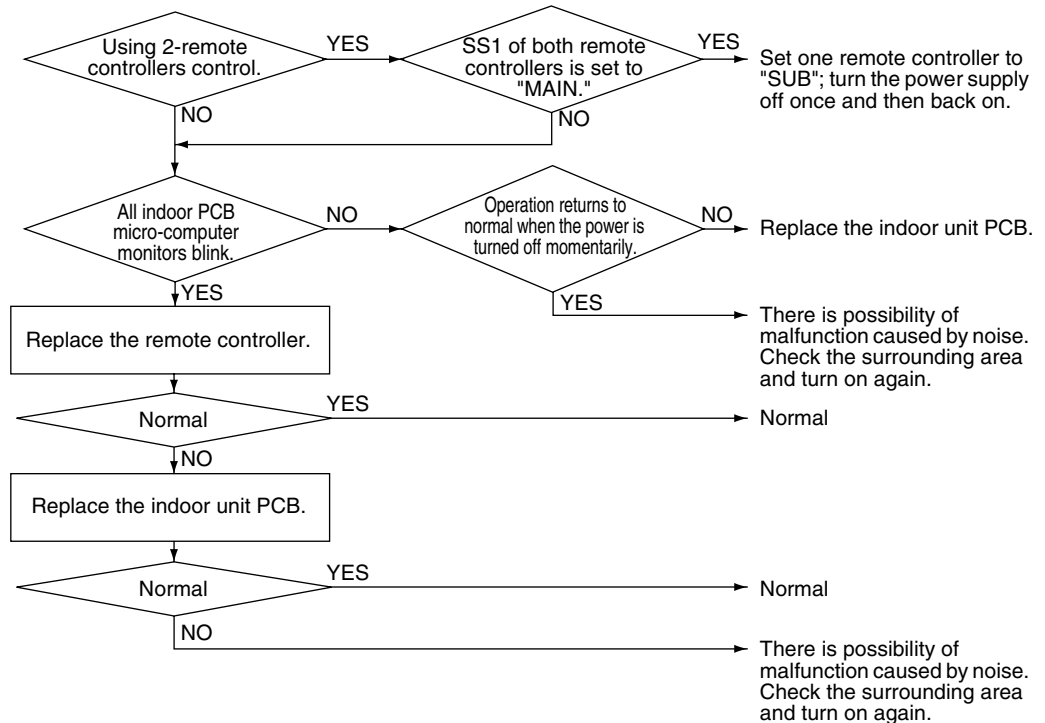 Using 2-remote
controllers control.
YES
SS1 of both remote
controllers is set to
"MAIN."
YES
Set one remote controller to
"SUB"; turn the power supply
off once and then back on.
NO
NO
All indoor PCB
micro-computer
monitors blink.
NO
Operation returns to
normal when the power is
turned off momentarily.
NO
Replace the indoor unit PCB.
YES
YES
There is possibility of
malfunction caused by noise.
Check the surrounding area
and turn on again.
Replace the remote controller.
Normal
YES
Normal
NO
Replace the indoor unit PCB.
Normal
YES
Normal
NO
There is possibility of
malfunction caused by noise.
Check the surrounding area
and turn on again.